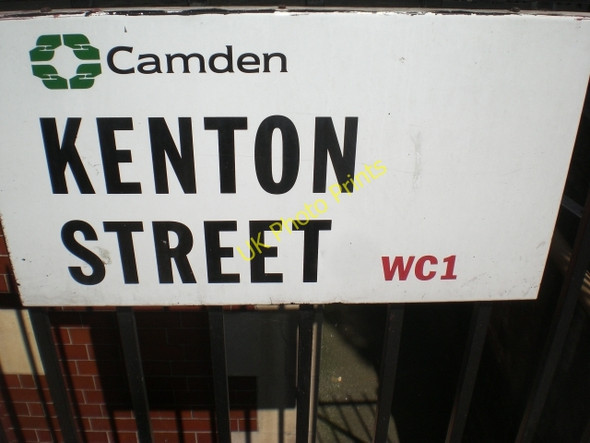 Camden
KENTON
STREET WC1
UK Photo Prints